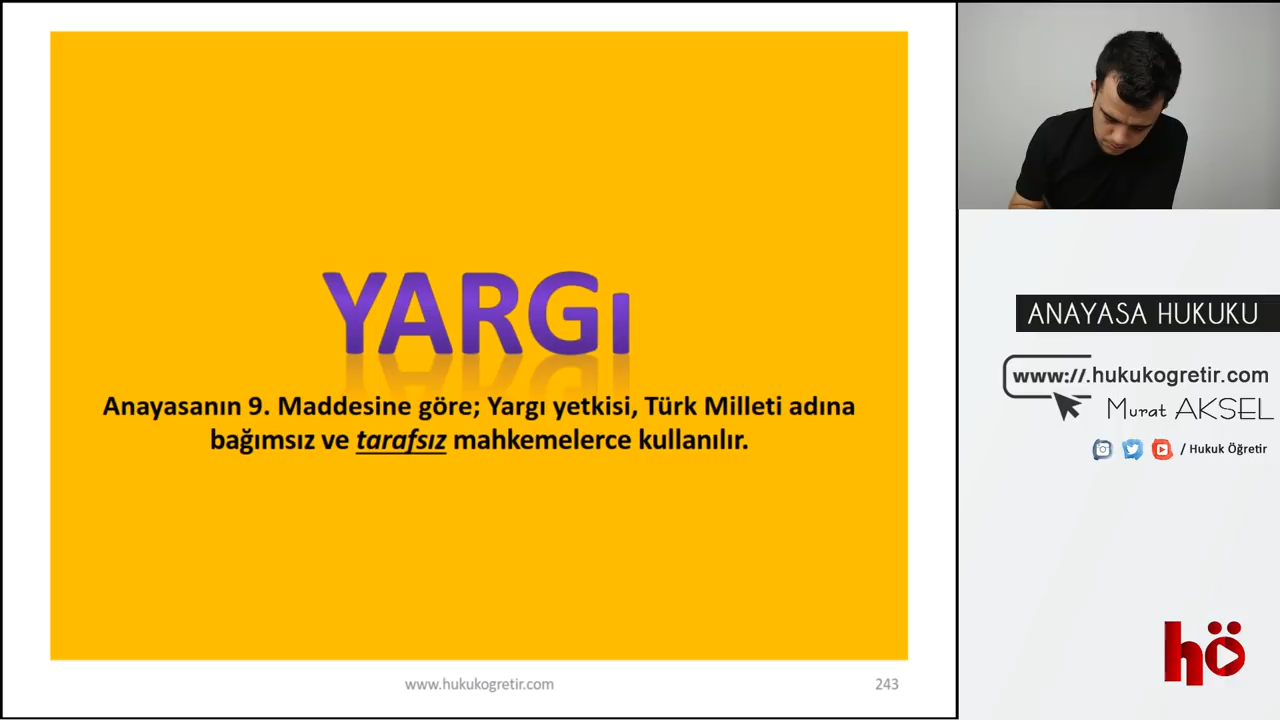 YARGI
Anayasanın 9. Maddesine göre; Yargı yetkisi, Türk Milleti adına
bağımsız ve tarafsız mahkemelerce kullanılır.
www.hukukogretir.com
243
ANAYASA HUKUKU
www://.hukukogretir.com
Murat AKSEL
/ Hukuk Öğretir
hö